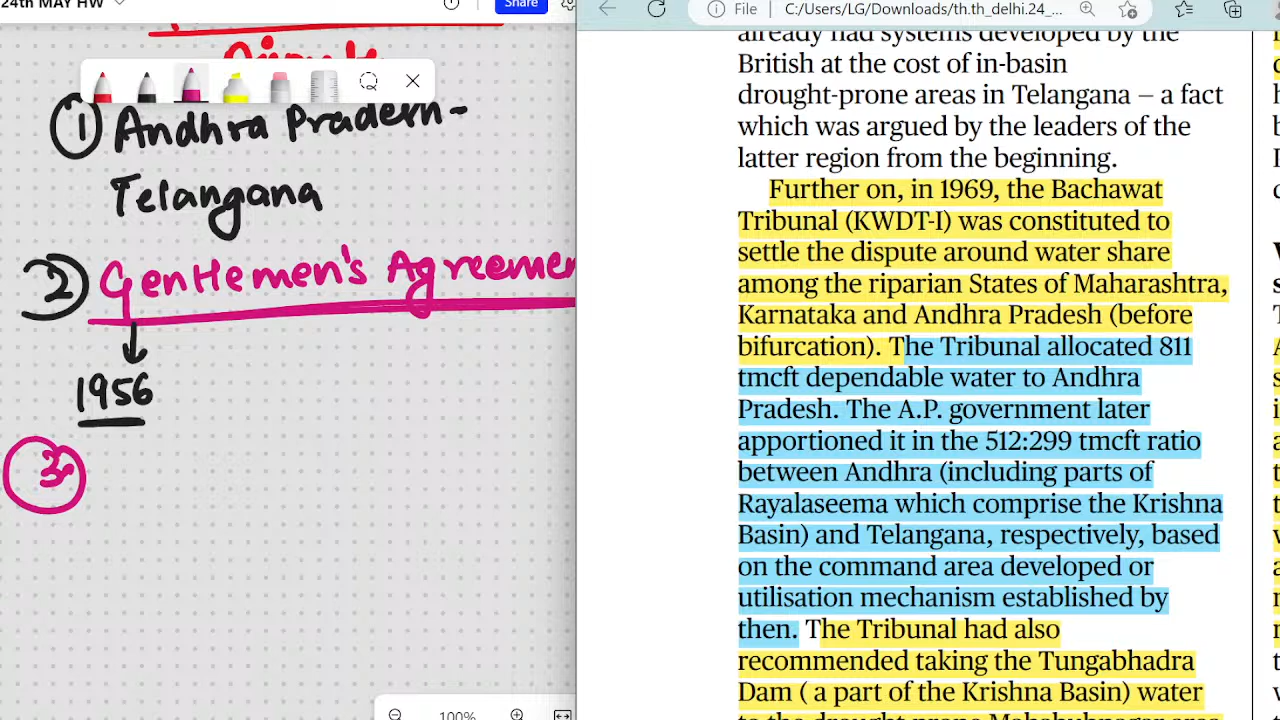 24th MAY HW
Share
① Andhra Pradesh -
Telangana
② Gentlemen's Agreemen
1956
③
100%
File
C:/Users/LG/Downloads/th.th_delhi.24_...
already had systems developed by the
British at the cost of in-basin
drought-prone areas in Telangana — a fact
which was argued by the leaders of the
latter region from the beginning.
Further on, in 1969, the Bachawat
Tribunal (KWDT-I) was constituted to
settle the dispute around water share
among the riparian States of Maharashtra,
Karnataka and Andhra Pradesh (before
bifurcation). The Tribunal allocated 811
tmcft dependable water to Andhra
Pradesh. The A.P. government later
apportioned it in the 512:299 tmcft ratio
between Andhra (including parts of
Rayalaseema which comprise the Krishna
Basin) and Telangana, respectively, based
on the command area developed or
utilisation mechanism established by
then. The Tribunal had also
recommended taking the Tungabhadra
Dam ( a part of the Krishna Basin) water
to the drought-prone Mahabubnagar area